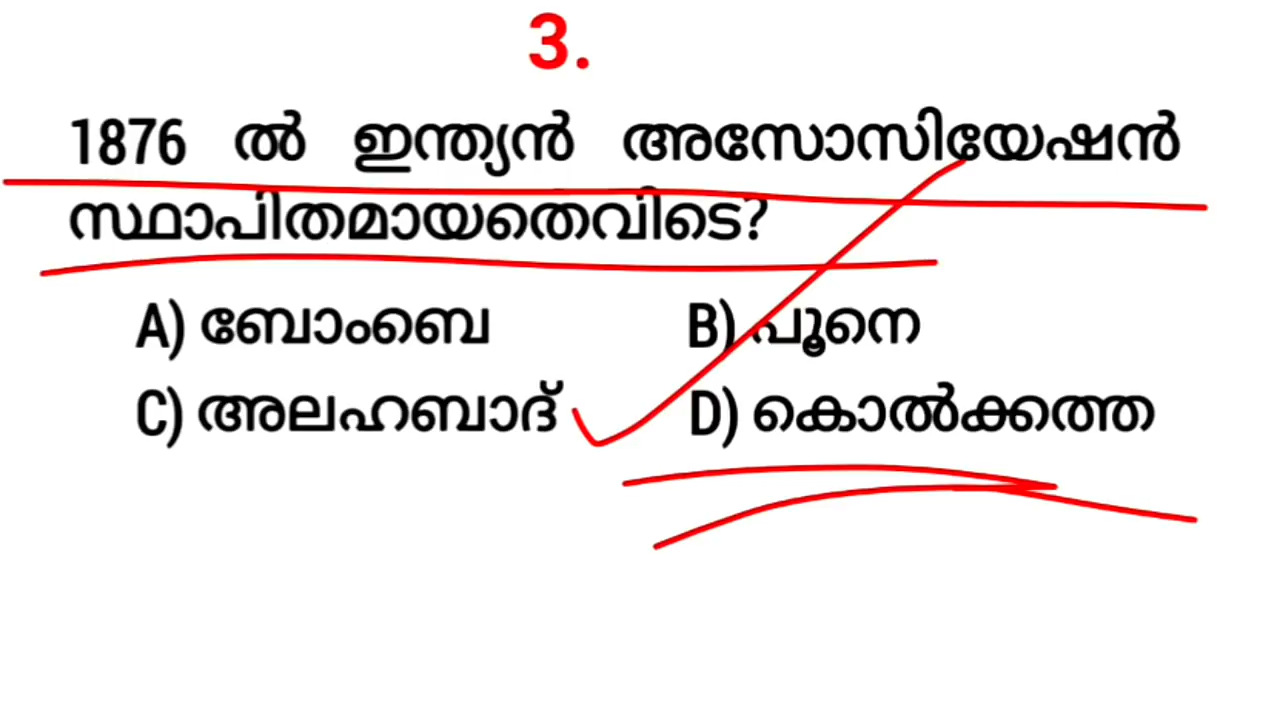 3.
1876 ൽ ഇന്ത്യൻ അസോസിയേഷൻ
സ്ഥാപിതമായതെവിടെ?
A) ബോംബെ B) പൂനെ
C) അലഹബാദ് D) കൊൽക്കത്ത